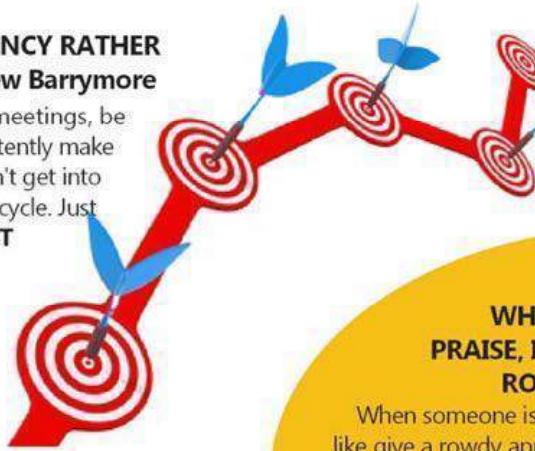 NCY RATHER
w Barrymore
meetings, be
tently make
n't get into
cycle. Just
T
WH
PRAISE, I
RO
When someone is
like give a rowdy app